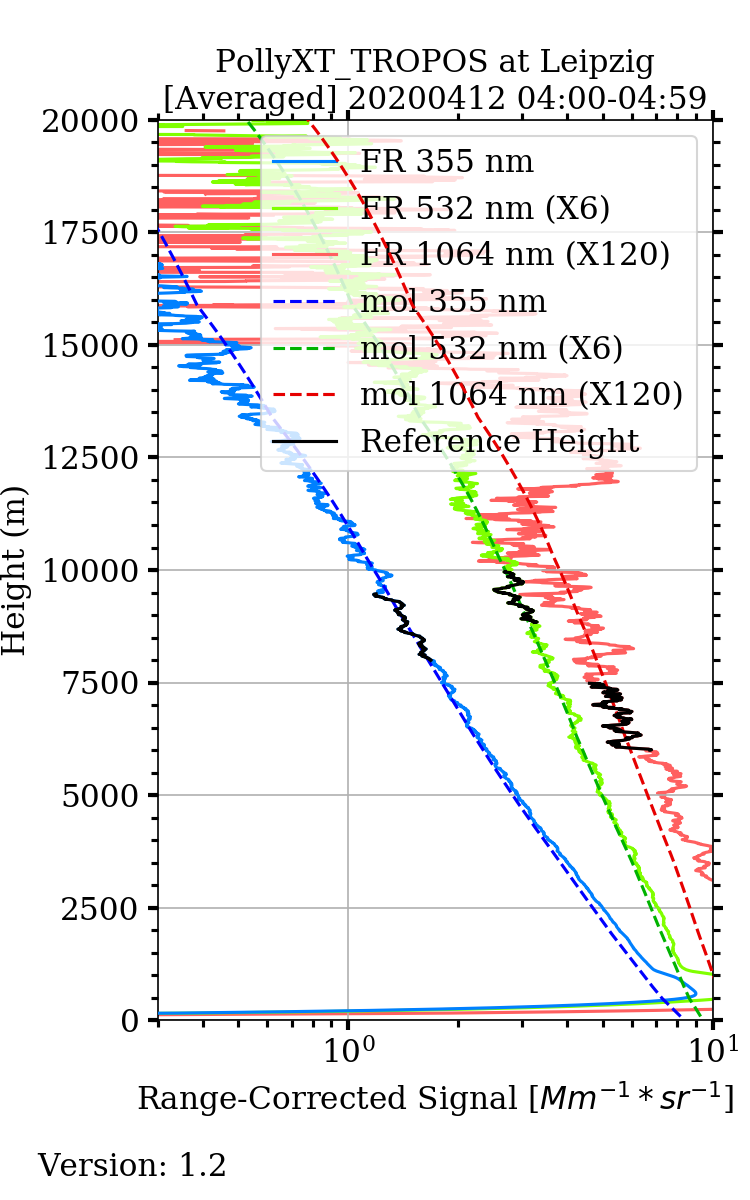 PollyXT_TROPOS at Leipzig
[Averaged] 20200412 04:00-04:59
20000
17500
15000
12500
10000
7500
5000
2500
0
Height (m)
FR 355 nm
FR 532 nm (X6)
FR 1064 nm (X120)
mol 355 nm
mol 532 nm (X6)
mol 1064 nm (X120)
Reference Height
10⁰
10¹
Range-Corrected Signal [Mm⁻¹*sr⁻¹]
Version: 1.2